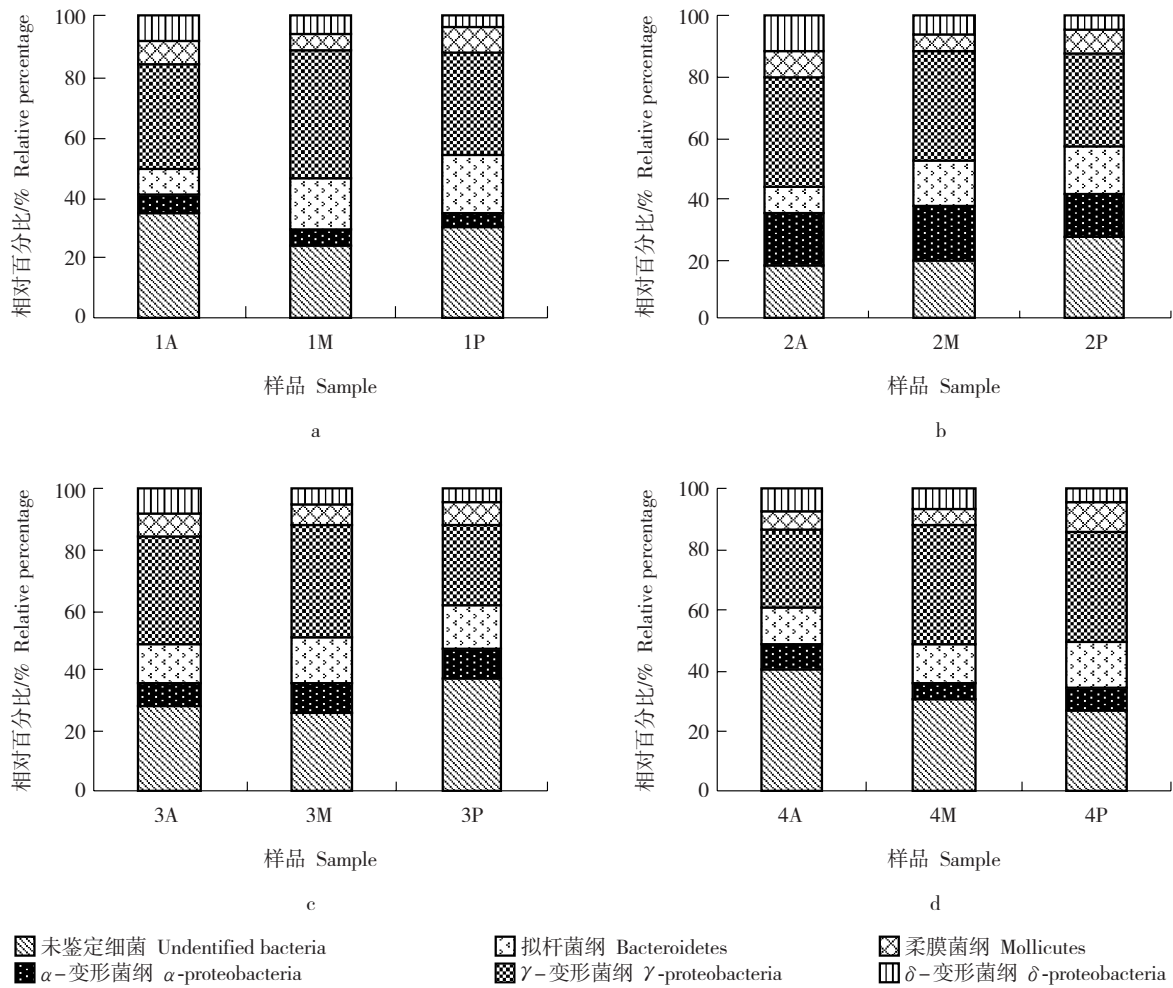 相对百分比/% Relative percentage
100
80
60
40
20
0
1A 1M 1P
样品 Sample
a
相对百分比/% Relative percentage
100
80
60
40
20
0
2A 2M 2P
样品 Sample
b
相对百分比/% Relative percentage
100
80
60
40
20
0
3A 3M 3P
样品 Sample
c
相对百分比/% Relative percentage
100
80
60
40
20
0
4A 4M 4P
样品 Sample
d
未鉴定细菌 Undentified bacteria 拟杆菌纲 Bacteroidetes 柔膜菌纲 Mollicutes
α-变形菌纲 α-proteobacteria γ-变形菌纲 γ-proteobacteria δ-变形菌纲 δ-proteobacteria